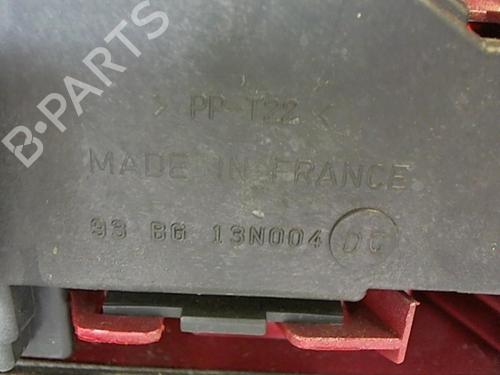 B-PARTS
> PP-T22 <
MADE IN FRANCE
93 BG 13N004 DC